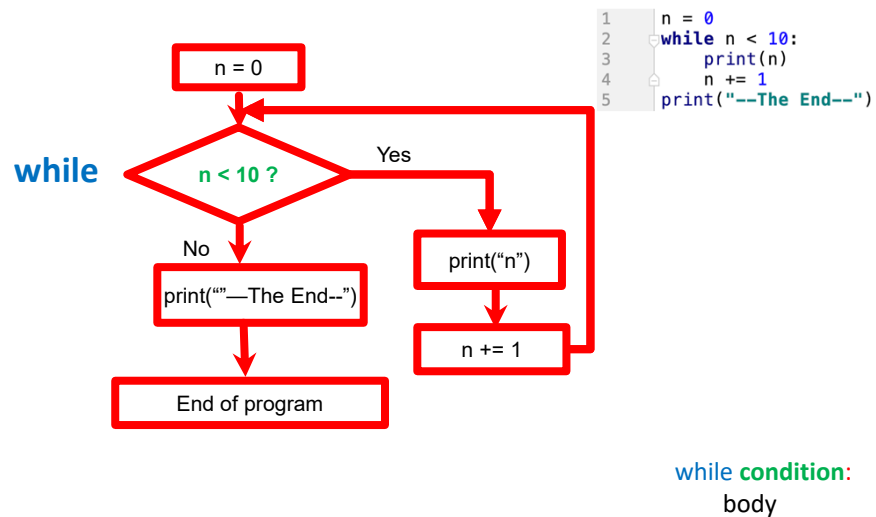 n = 0
while
n < 10 ?
Yes
No
print("n")
print(“”—The End--”)
n += 1
End of program
1 n = 0
2 while n < 10:
3 print(n)
4 n += 1
5 print("--The End--")
while condition:
body